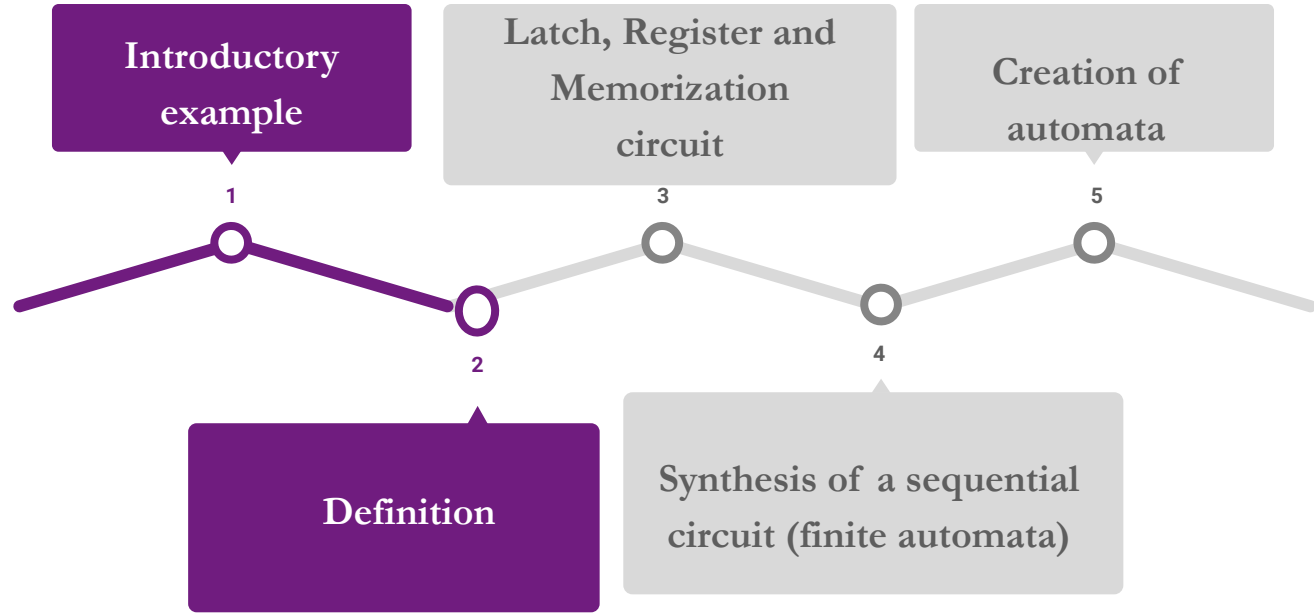 Introductory
example
1
2
Definition
Latch, Register and
Memorization
circuit
3
4
Synthesis of a sequential
circuit (finite automata)
Creation of
automata
5